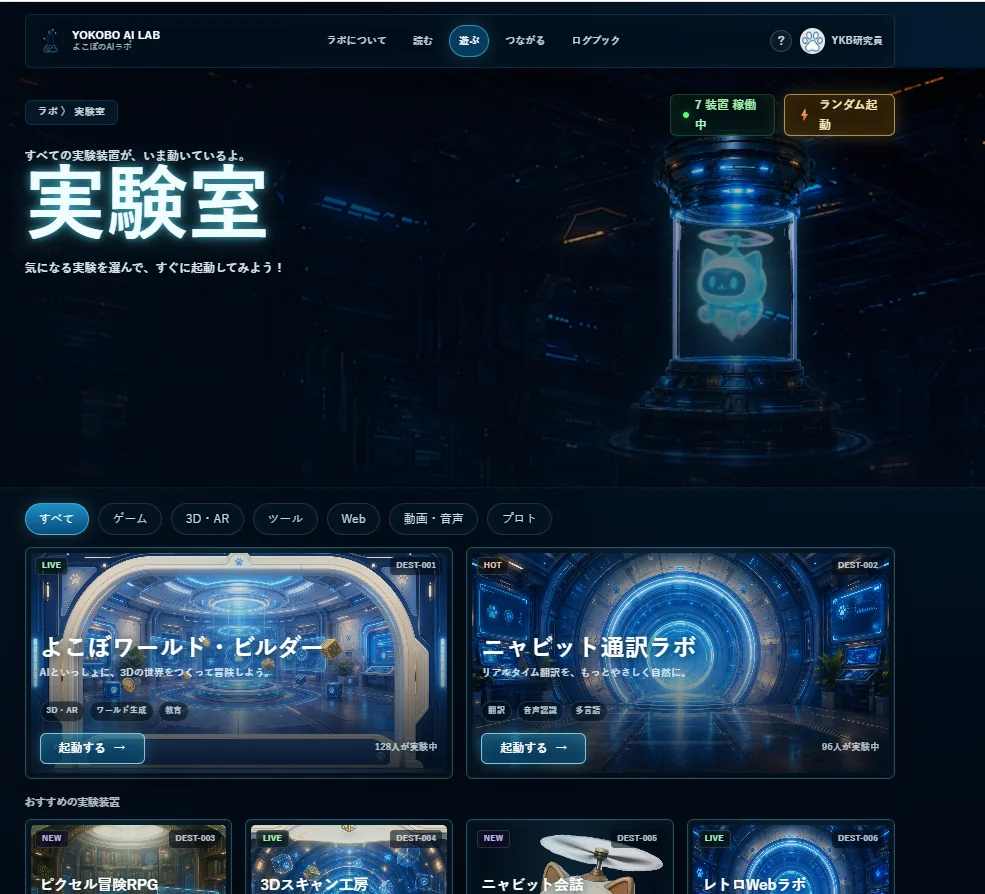 YOKOBO AI LAB
よこぼのAIラボ
ラボについて
読む
遊ぶ
つながる
ログブック
?
YKB研究員
ラボ 〉 実験室
7 装置 稼働
中
ランダム起
動
すべての実験装置が、いま動いているよ。
実験室
気になる実験を選んで、すぐに起動してみよう！
すべて
ゲーム
3D・AR
ツール
Web
動画・音声
プロト
LIVE
DEST-001
よこぼワールド・ビルダー
AIといっしょに、3Dの世界をつくって冒険しよう。
3D・AR
ワールド生成
教育
起動する →
128人が実験中
HOT
DEST-002
ニャビット通訳ラボ
リアルタイム翻訳を、もっとやさしく自然に。
翻訳
音声認識
多言語
起動する →
96人が実験中
おすすめの実験装置
NEW
DEST-003
ピクセル冒険RPG
LIVE
DEST-004
3Dスキャン工房
NEW
DEST-005
ニャビット会話
LIVE
DEST-006
レトロWebラボ